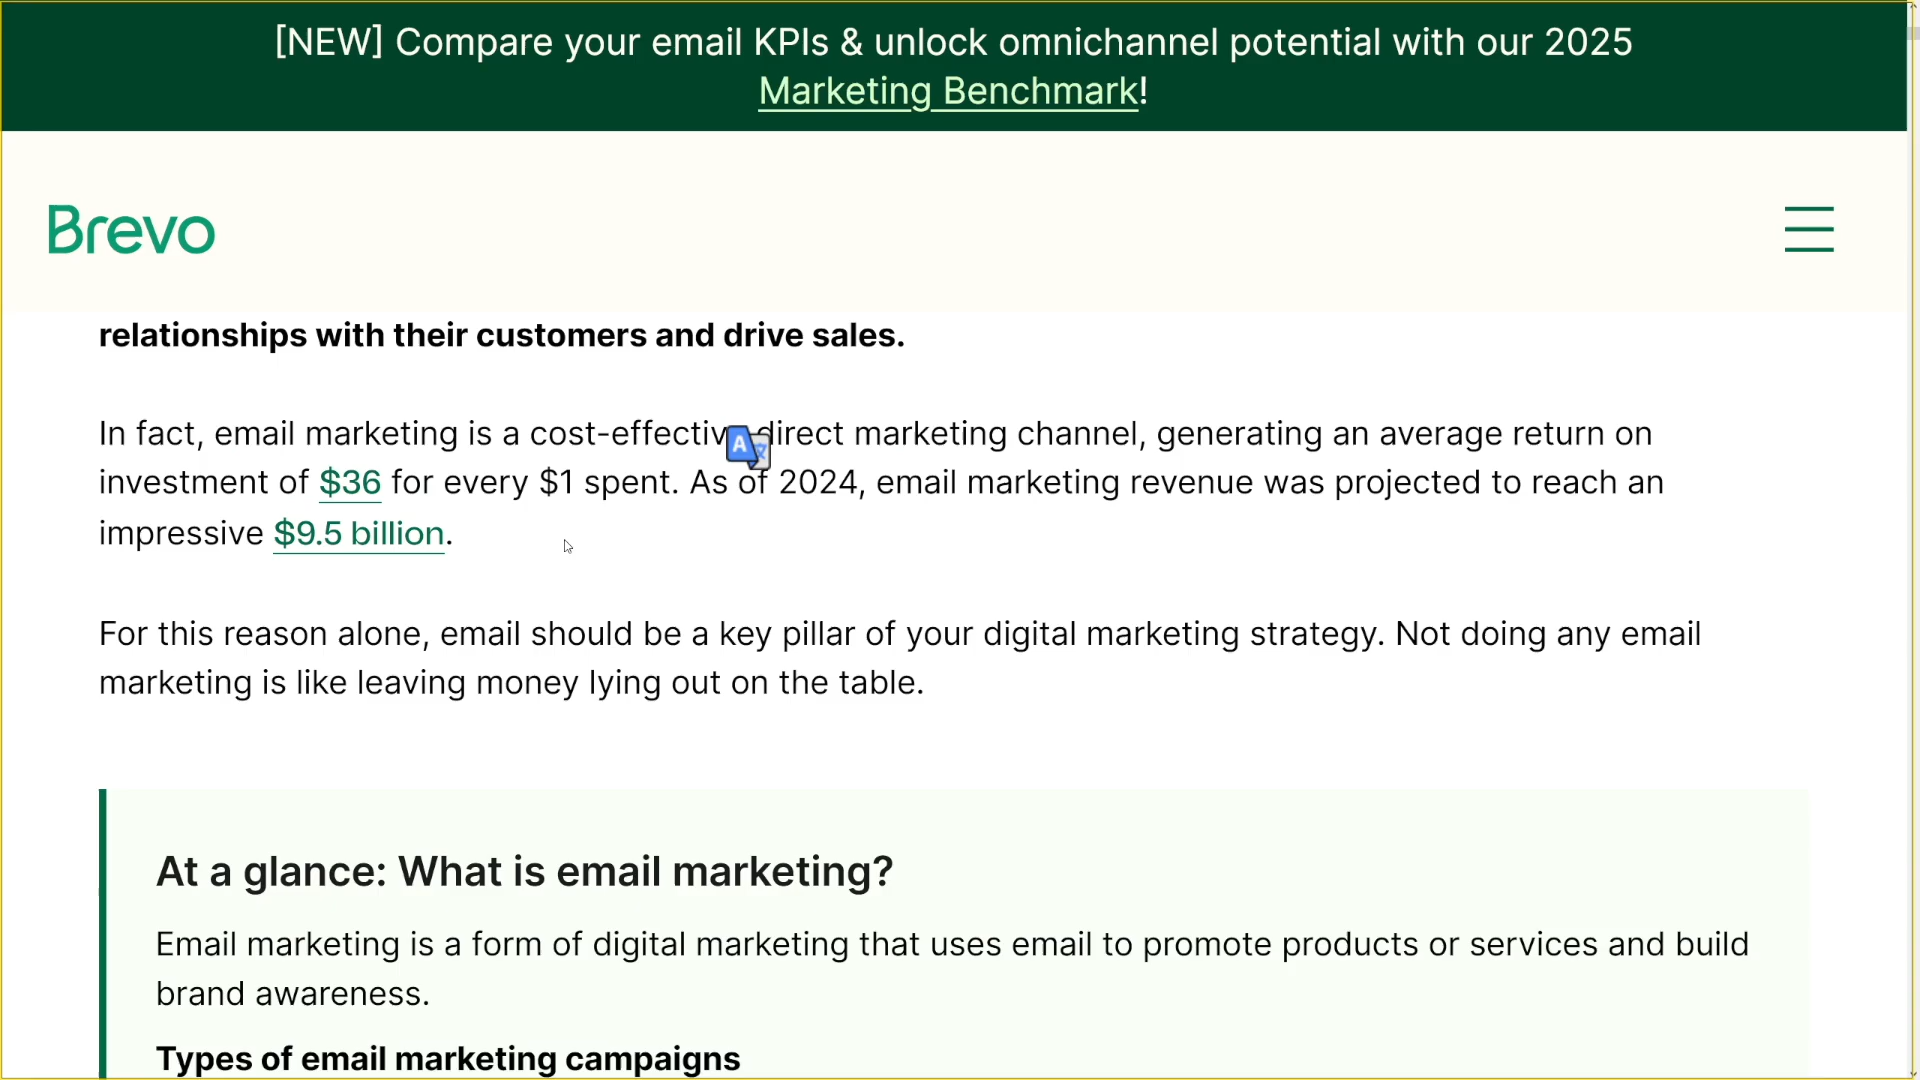 [NEW] Compare your email KPIs & unlock omnichannel potential with our 2025
Marketing Benchmark!
Brevo
relationships with their customers and drive sales.
In fact, email marketing is a cost-effective direct marketing channel, generating an average return on
investment of $36 for every $1 spent. As of 2024, email marketing revenue was projected to reach an
impressive $9.5 billion.
For this reason alone, email should be a key pillar of your digital marketing strategy. Not doing any email
marketing is like leaving money lying out on the table.
At a glance: What is email marketing?
Email marketing is a form of digital marketing that uses email to promote products or services and build
brand awareness.
Types of email marketing campaigns